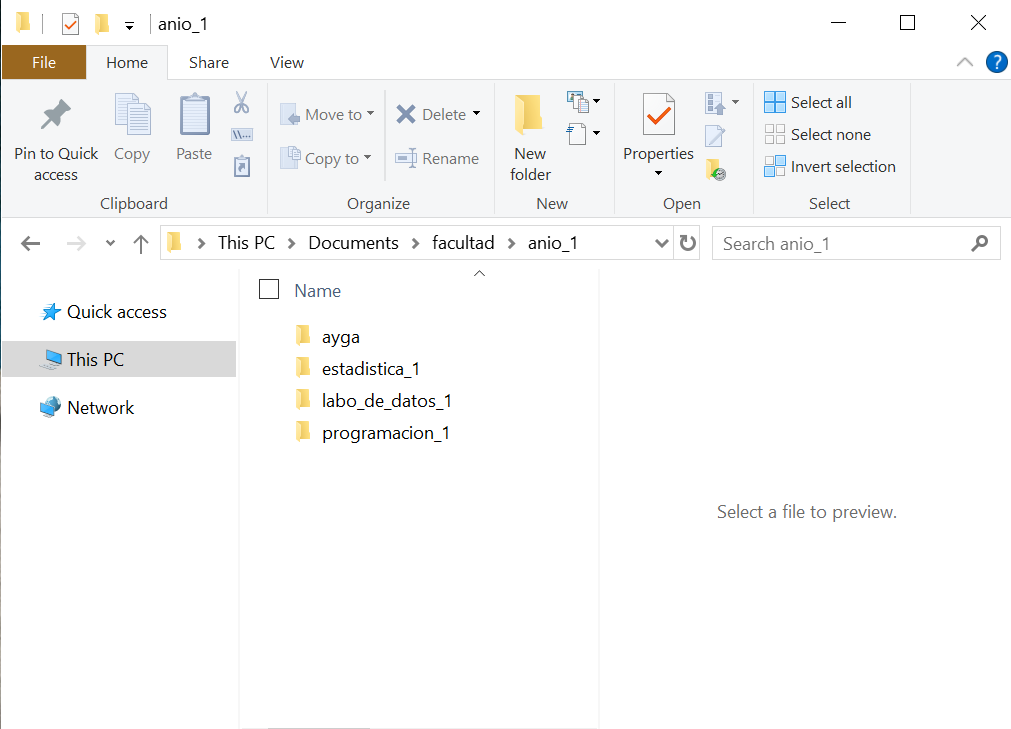 anio_1
File Home Share View
Pin to Quick access
Copy
Paste
Clipboard
Move to
Copy to
Delete
Rename
Organize
New folder
New
Properties
Open
Select all
Select none
Invert selection
Select
This PC Documents facultad anio_1
Search anio_1
Quick access
This PC
Network
Name
ayga
estadistica_1
labo_de_datos_1
programacion_1
Select a file to preview.